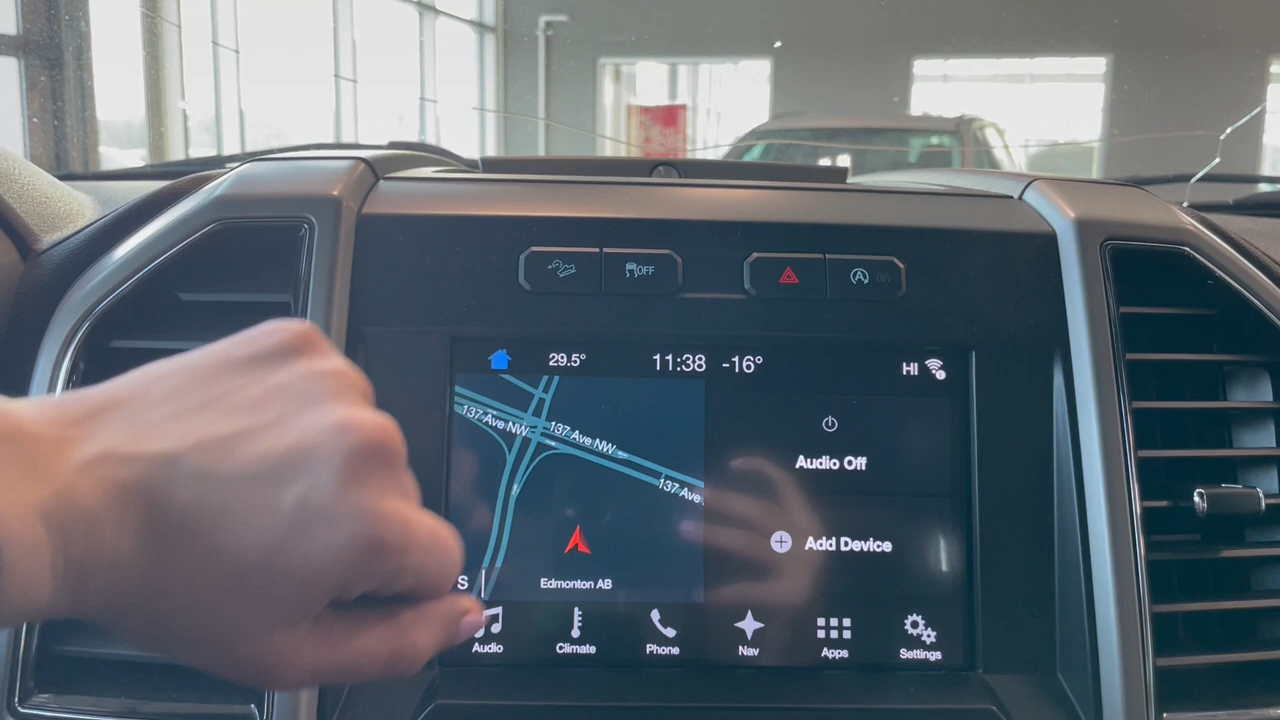 OFF
A OFF
29.5° 11:38 -16° HI
137 Ave NW
137 Ave NW
137 Ave
Audio Off
Add Device
S
Edmonton AB
Audio Climate Phone Nav Apps Settings